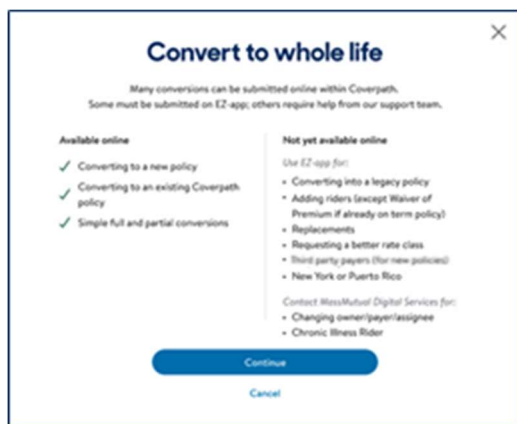 Convert to whole life
Many conversions can be submitted online within Coverpath.
Some must be submitted on EZ-app; others require help from our support team.
Available online
Converting to a new policy
Converting to an existing Coverpath
policy
Simple full and partial conversions
Not yet available online
Use EZ-app for:
• Converting into a legacy policy
• Adding riders (except Waiver of
Premium if already on term policy)
• Replacements
• Requesting a better rate class
• Third party payers (for new policies)
• New York or Puerto Rico
Contact MassMutual Digital Services for:
• Changing owner/payer/assignee
• Chronic Illness Rider
Continue
Cancel